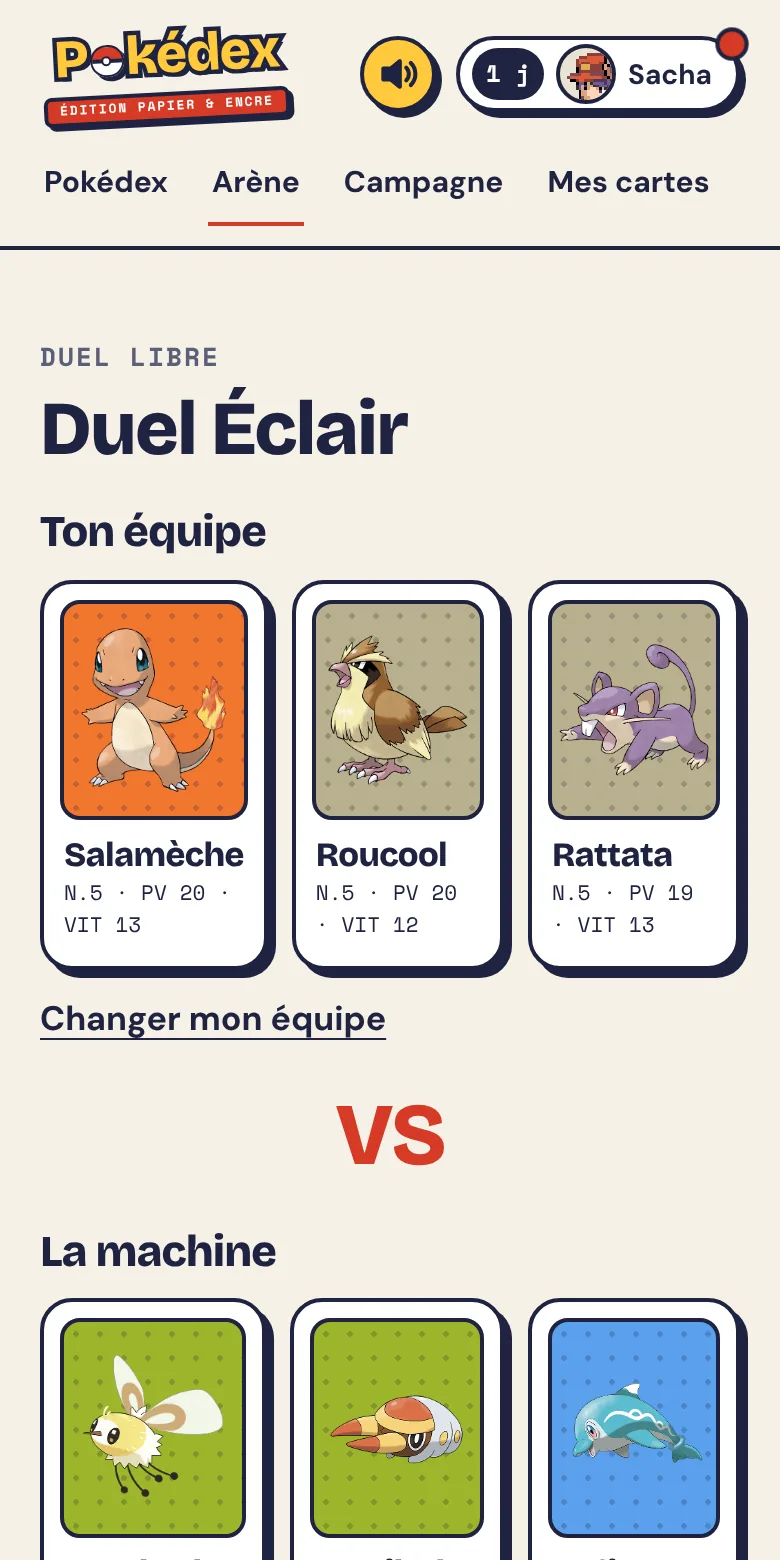 Pokédex
ÉDITION PAPIER & ENCRE
1 j
Sacha
Pokédex
Arène
Campagne
Mes cartes
DUEL LIBRE
Duel Éclair
Ton équipe
Salamèche
N.5 · PV 20 ·
VIT 13
Roucool
N.5 · PV 20
· VIT 12
Rattata
N.5 · PV 19
· VIT 13
Changer mon équipe
VS
La machine